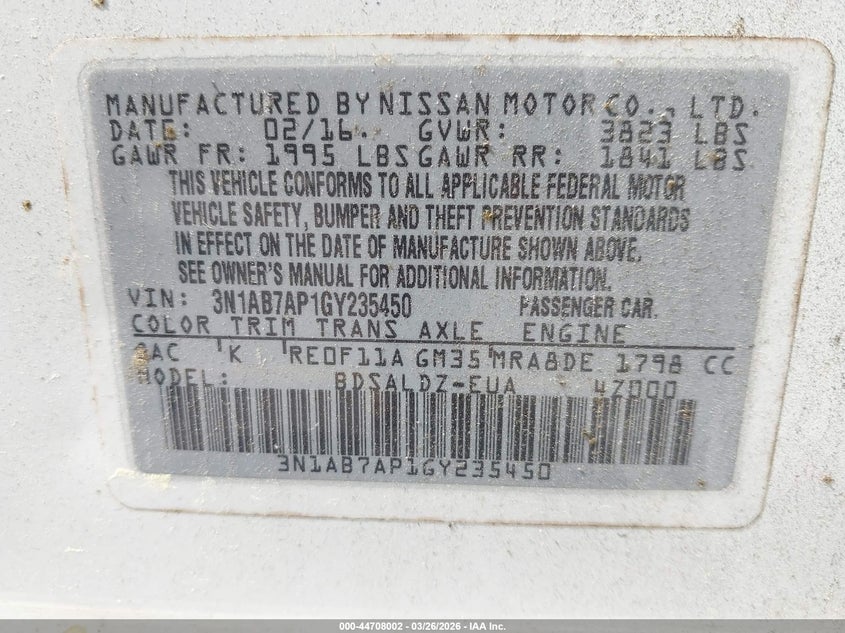 MANUFACTURED BY NISSAN MOTOR CO., LTD.
DATE: 02/16 GVWR: 3823 LBS
GAWR FR: 1995 LBS GAWR RR: 1841 LBS
THIS VEHICLE CONFORMS TO ALL APPLICABLE FEDERAL MOTOR
VEHICLE SAFETY, BUMPER AND THEFT PREVENTION STANDARDS
IN EFFECT ON THE DATE OF MANUFACTURE SHOWN ABOVE.
SEE OWNER'S MANUAL FOR ADDITIONAL INFORMATION.
VIN: 3N1AB7AP1GY235450 PASSENGER CAR.
COLOR TRIM TRANS AXLE ENGINE
QAC K RE0F11A GM35 MRA8DE 1798 CC
MODEL: BDSALDZ-EUA 4Z000
3N1AB7AP1GY235450
000-44708002 | 03/26/2026 - IAA Inc.